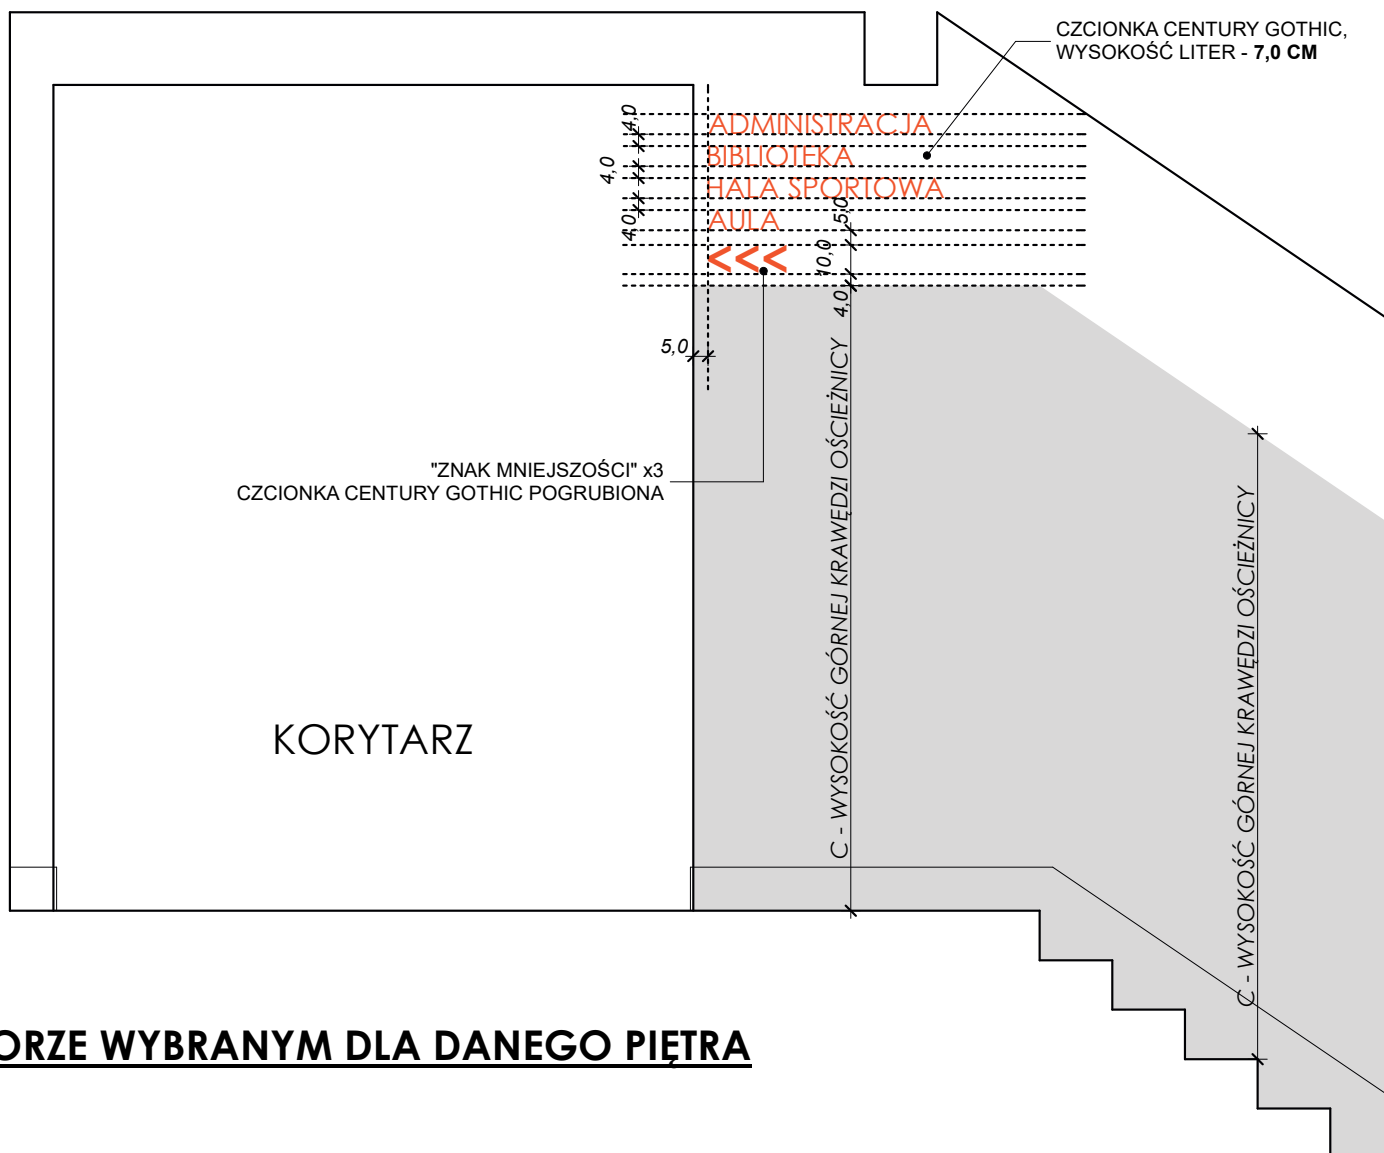 CZCIONKA CENTURY GOTHIC,
WYSOKOŚĆ LITER - 7,0 CM
4,0
ADMINISTRACJA
BIBLIOTEKA
4,0
HALA SPORTOWA
4,0
AULA
5,0
<<<
10,0
4,0
5,0
"ZNAK MNIEJSZOŚCI" x3
CZCIONKA CENTURY GOTHIC POGRUBIONA
C - WYSOKOŚĆ GÓRNEJ KRAWĘDZI OŚCIEŻNICY
C - WYSOKOŚĆ GÓRNEJ KRAWĘDZI OŚCIEŻNICY
KORYTARZ
ORZE WYBRANYM DLA DANEGO PIĘTRA